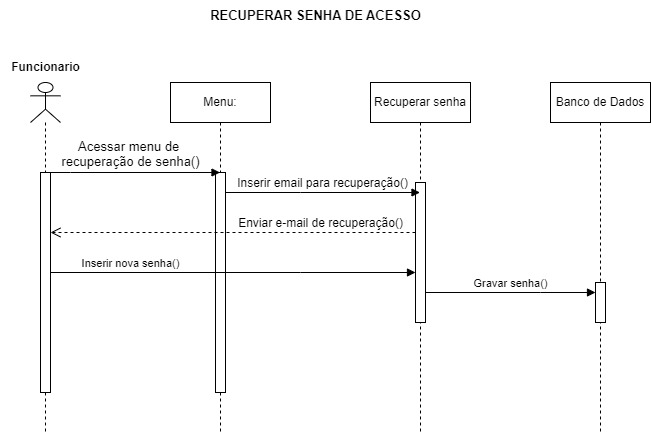 RECUPERAR SENHA DE ACESSO
Funcionario
Menu:
Recuperar senha
Banco de Dados
Acessar menu de
recuperação de senha()
Inserir email para recuperação()
Enviar e-mail de recuperação()
Inserir nova senha()
Gravar senha()